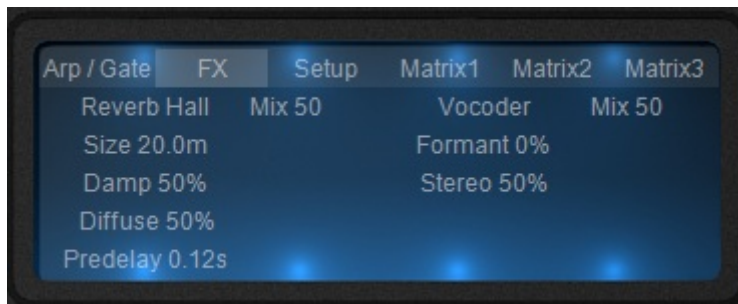 Arp / Gate FX Setup Matrix1 Matrix2 Matrix3
Reverb Hall Mix 50 Vocoder Mix 50
Size 20.0m Formant 0%
Damp 50% Stereo 50%
Diffuse 50%
Predelay 0.12s